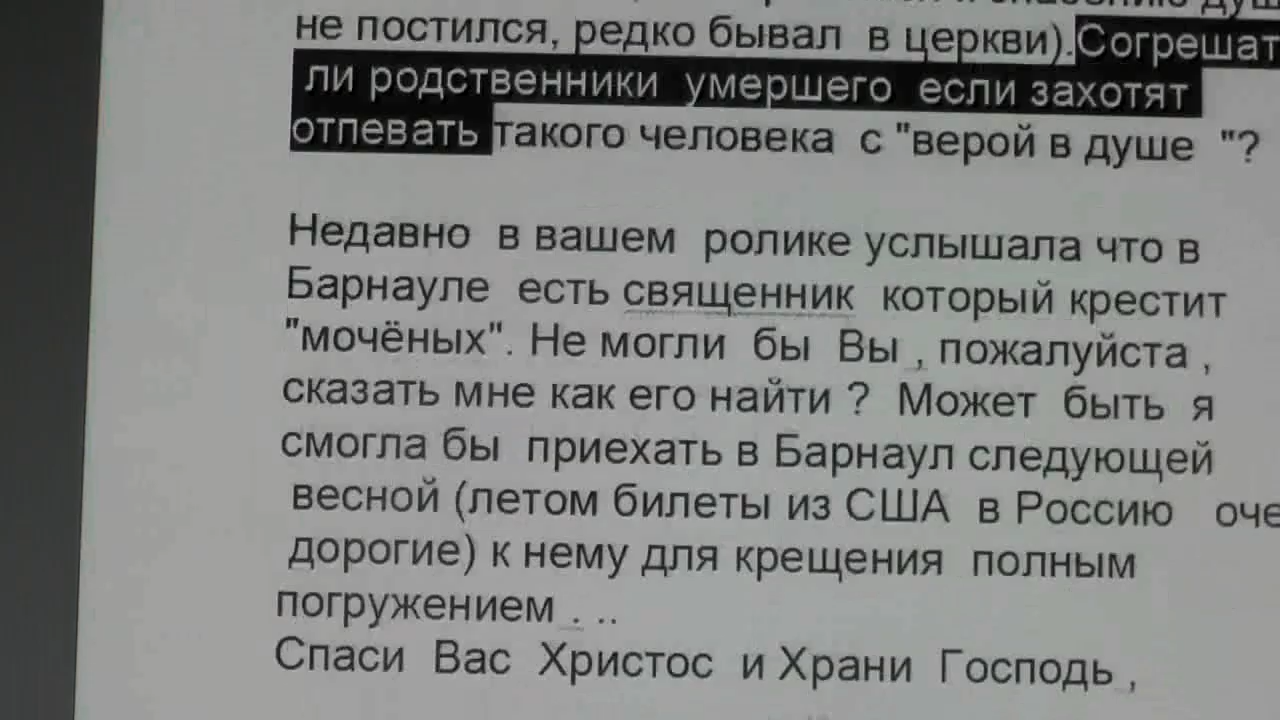 не постился, редко бывал в церкви).Согрешат
ли родственники умершего если захотят
отпевать такого человека с "верой в душе "?
Недавно в вашем ролике услышала что в
Барнауле есть священник который крестит
"мочёных". Не могли бы Вы , пожалуйста ,
сказать мне как его найти ? Может быть я
смогла бы приехать в Барнаул следующей
весной (летом билеты из США в Россию
дорогие) к нему для крещения полным
погружением . ..
Спаси Вас Христос и Храни Господь ,